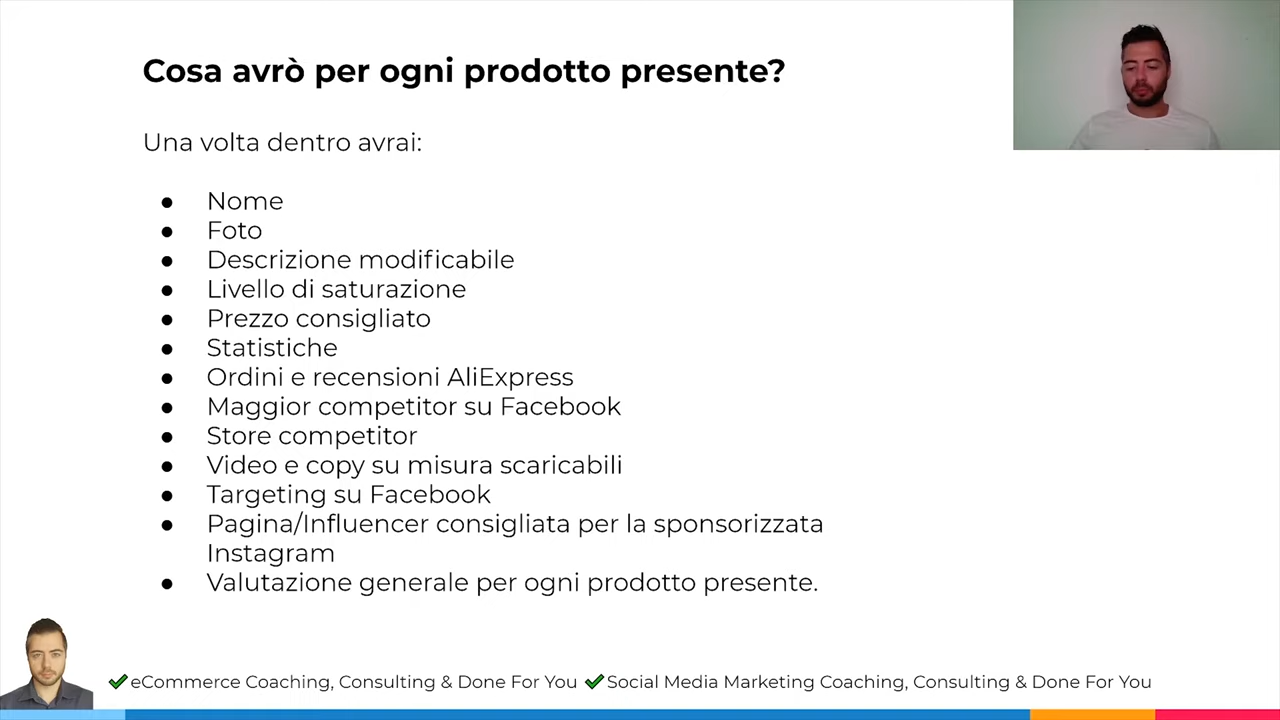 Cosa avrò per ogni prodotto presente?
Una volta dentro avrai:
● Nome
● Foto
● Descrizione modificabile
● Livello di saturazione
● Prezzo consigliato
● Statistiche
● Ordini e recensioni AliExpress
● Maggior competitor su Facebook
● Store competitor
● Video e copy su misura scaricabili
● Targeting su Facebook
● Pagina/Influencer consigliata per la sponsorizzata
Instagram
● Valutazione generale per ogni prodotto presente.
✔eCommerce Coaching, Consulting & Done For You ✔Social Media Marketing Coaching, Consulting & Done For You